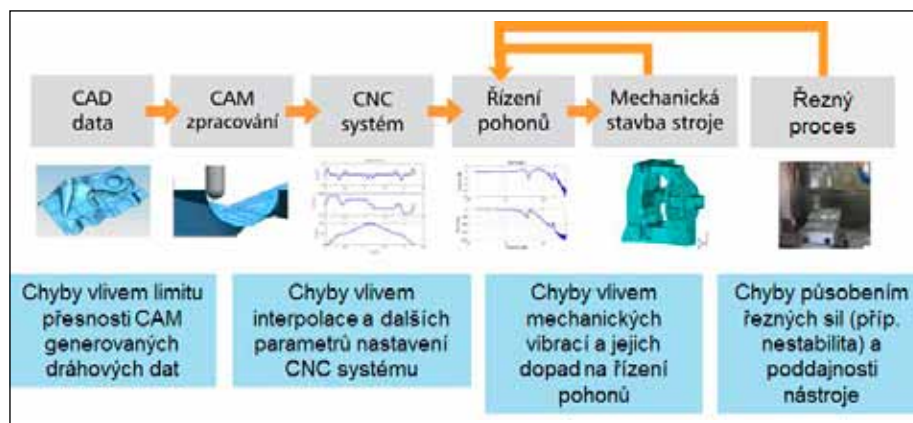 CAD
data
CAM
zpracování
CNC
systém
Řízení
pohonů
Mechanická
stavba stroje
Řezný
proces
Chyby vlivem limitu
přesnosti CAM
generovaných
dráhových dat
Chyby vlivem
interpolace a dalších
parametrů nastavení
CNC systému
Chyby vlivem
mechanických
vibrací a jejich
dopad na řízení
pohonů
Chyby působením
řezných sil (příp.
nestabilita) a
poddajnosti
nástroje